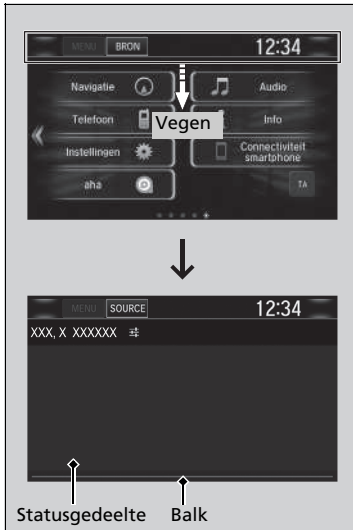 MENU BRON 12:34
Navigatie Audio
Telefoon Vegen Info
Instellingen Connectiviteit
smartphone
aha TA
MENU SOURCE 12:34
XXX, X XXXXXX
Statusgedeelte Balk